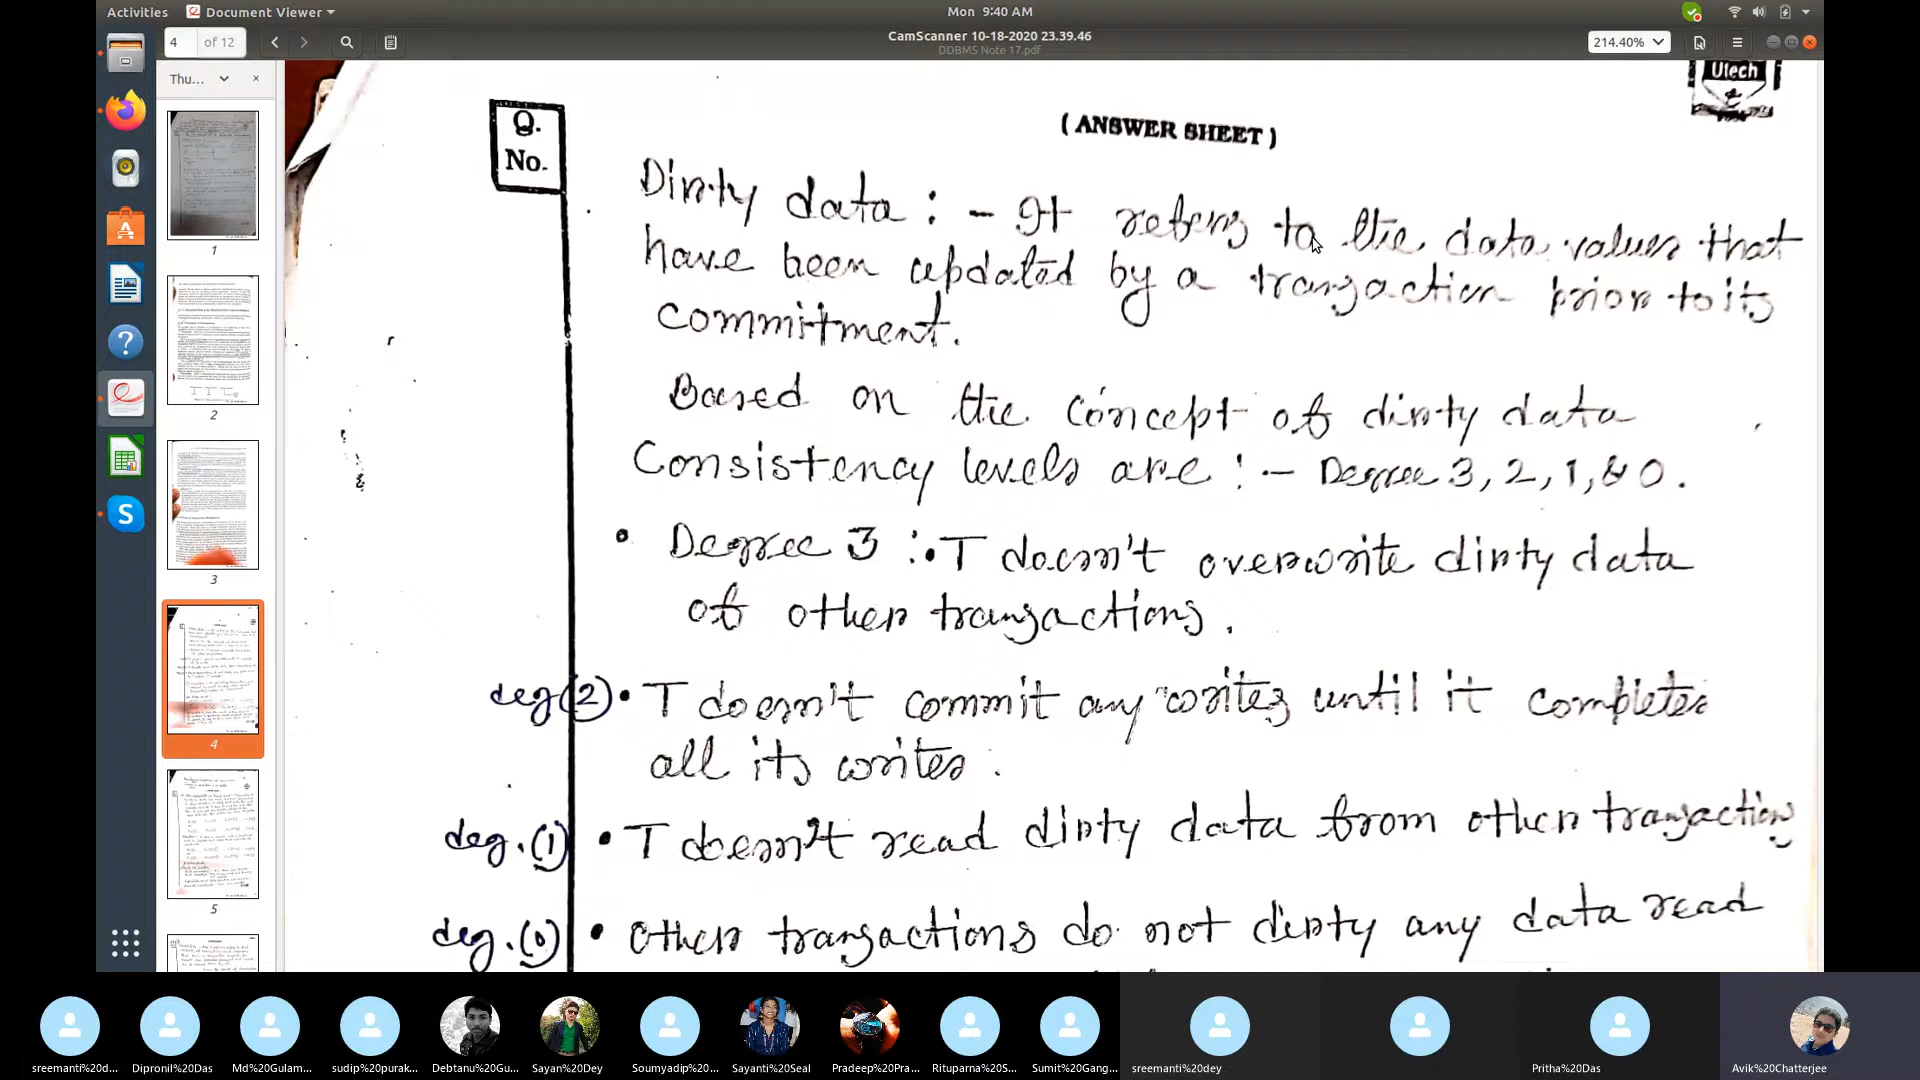 Activities
Document Viewer
Mon 9:40 AM
4
of 12
CamScanner 10-18-2020 23.39.46
DDBMS Note 17.pdf
214.40%
Thu...
1
2
3
4
5
Utech
Q.
No.
( ANSWER SHEET )
Dirty data : - It refers to the data values that
have been updated by a transaction prior to its
commitment.
Based on the concept of dirty data
Consistency levels are : - Degree 3, 2, 1, & 0.
• Degree 3 : • T doesn't overwrite dirty data
of other transactions.
deg (2) • T doesn't commit any writes until it completes
all its writes.
deg. (1) • T doesn't read dirty data from other transactions
deg. (0) • Other transactions do not dirty any data read
sreemanti%20d...
Dipronil%20Das
Md%20Gulam...
sudip%20purak...
Debtanu%20Gu...
Sayan%20Dey
Soumyadip%20...
Sayanti%20Seal
Pradeep%20Pra...
Rituparna%20S...
Sumit%20Gang...
sreemanti%20dey
Pritha%20Das
Avik%20Chatterjee